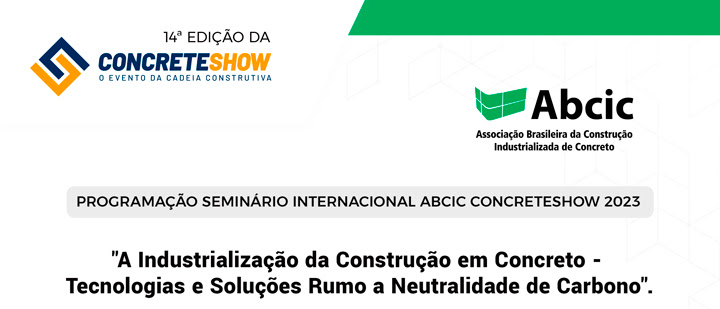 14ª EDIÇÃO DA
CONCRETESHOW
O EVENTO DA CADEIA CONSTRUTIVA
Abcic
Associação Brasileira da Construção
Industrializada de Concreto
PROGRAMAÇÃO SEMINÁRIO INTERNACIONAL ABCIC CONCRETESHOW 2023
"A Industrialização da Construção em Concreto -
Tecnologias e Soluções Rumo a Neutralidade de Carbono".